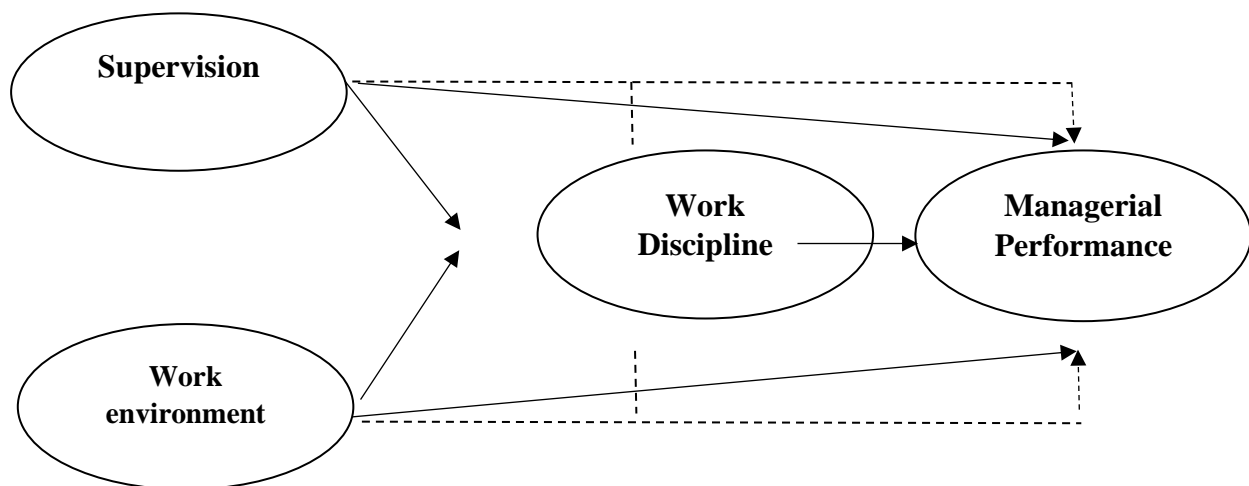 Supervision
Work
Discipline
Managerial
Performance
Work
environment